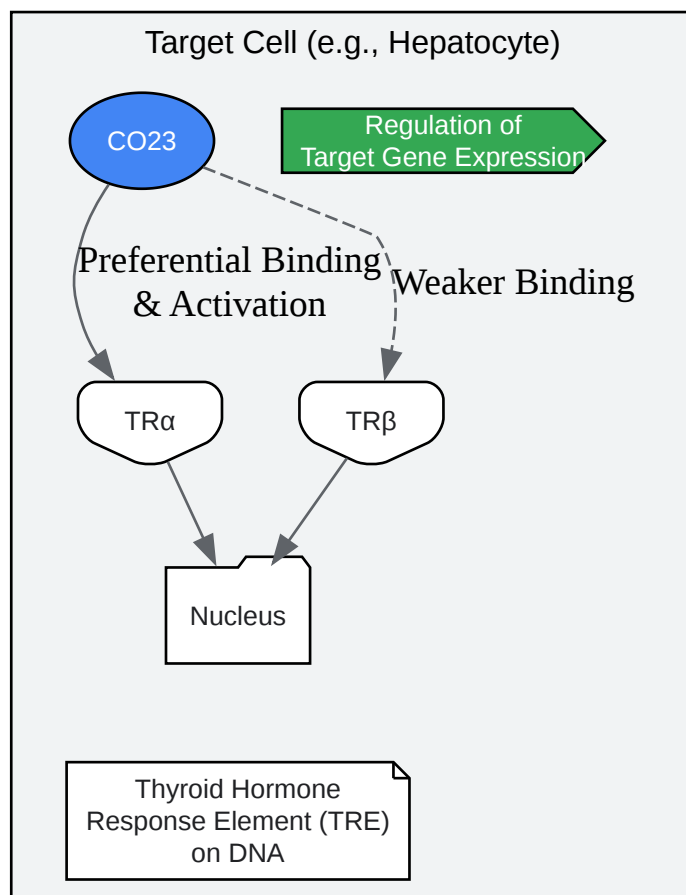 Target Cell (e.g., Hepatocyte)
CO23
Regulation of
Target Gene Expression
Preferential Binding
& Activation
Weaker Binding
TRα
TRβ
Nucleus
Thyroid Hormone
Response Element (TRE)
on DNA